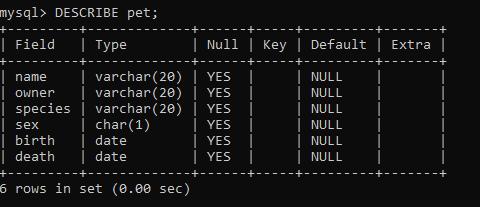 mysql> DESCRIBE pet;
+---------+-------------+------+-----+---------+-------+
| Field   | Type        | Null | Key | Default | Extra |
+---------+-------------+------+-----+---------+-------+
| name    | varchar(20) | YES  |     | NULL    |       |
| owner   | varchar(20) | YES  |     | NULL    |       |
| species | varchar(20) | YES  |     | NULL    |       |
| sex     | char(1)     | YES  |     | NULL    |       |
| birth   | date        | YES  |     | NULL    |       |
| death   | date        | YES  |     | NULL    |       |
+---------+-------------+------+-----+---------+-------+
6 rows in set (0.00 sec)